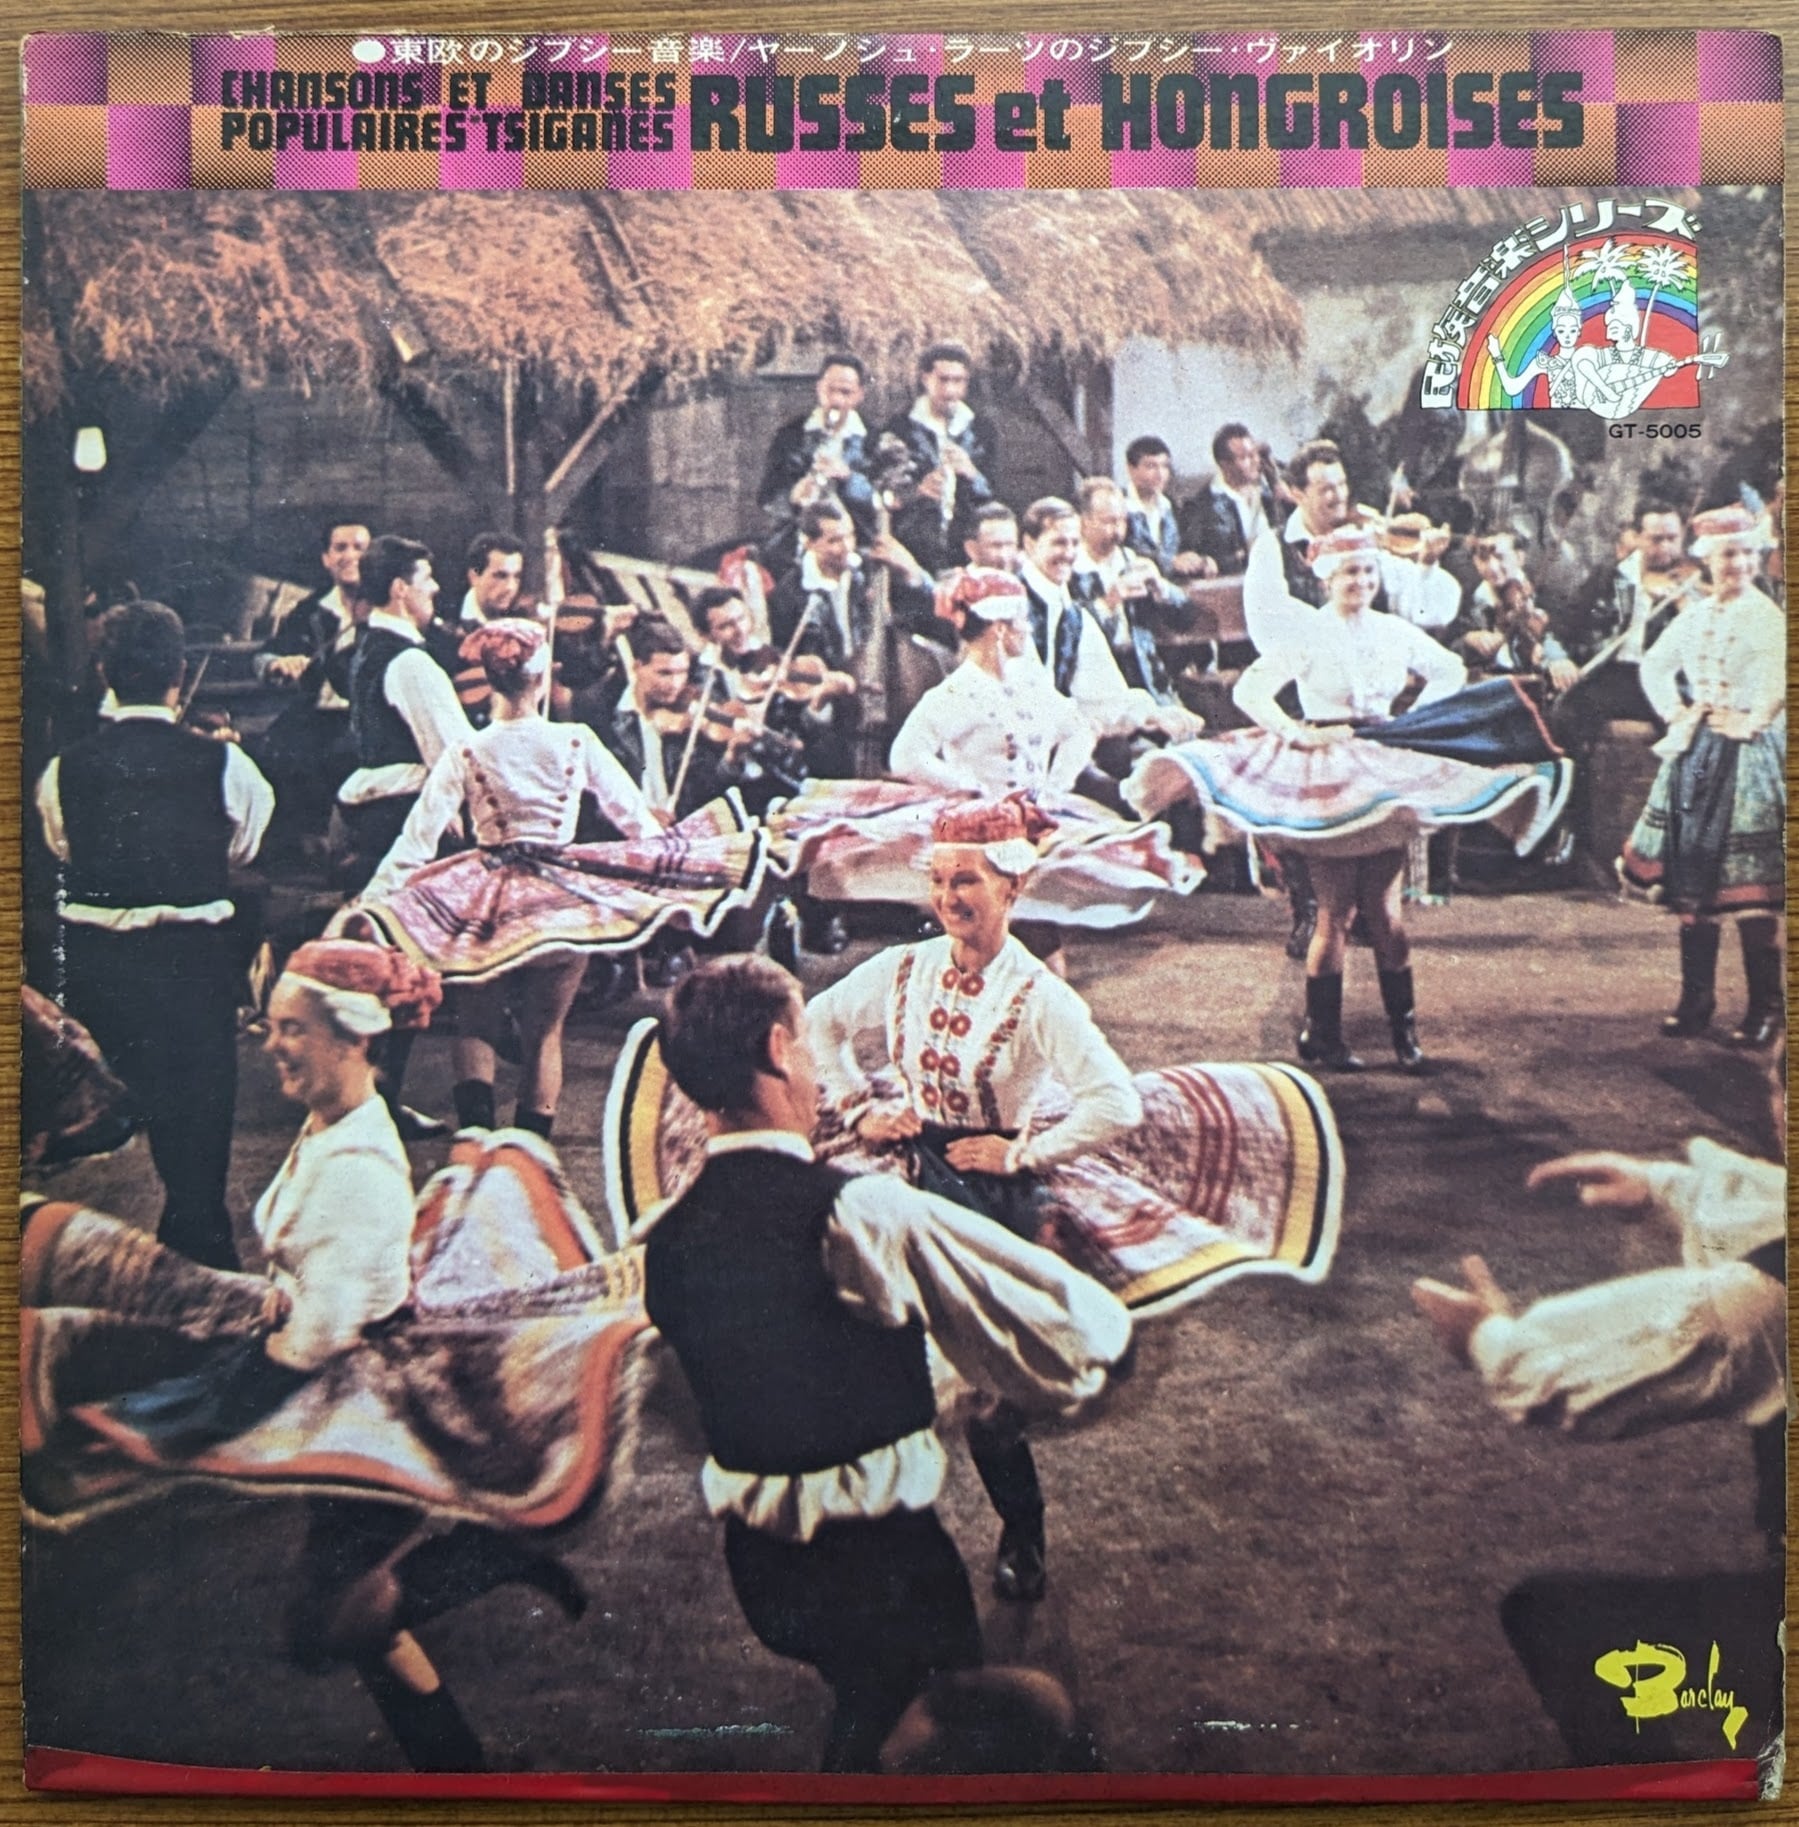 ●東欧のジプシー音楽/ヤーノシュ・ラーツのジプシー・ヴァイオリン
CHANSONS ET DANSES
POPULAIRES TSIGANES
RUSSES et HONGROISES
民族音楽シリーズ
GT-5005
Barclay